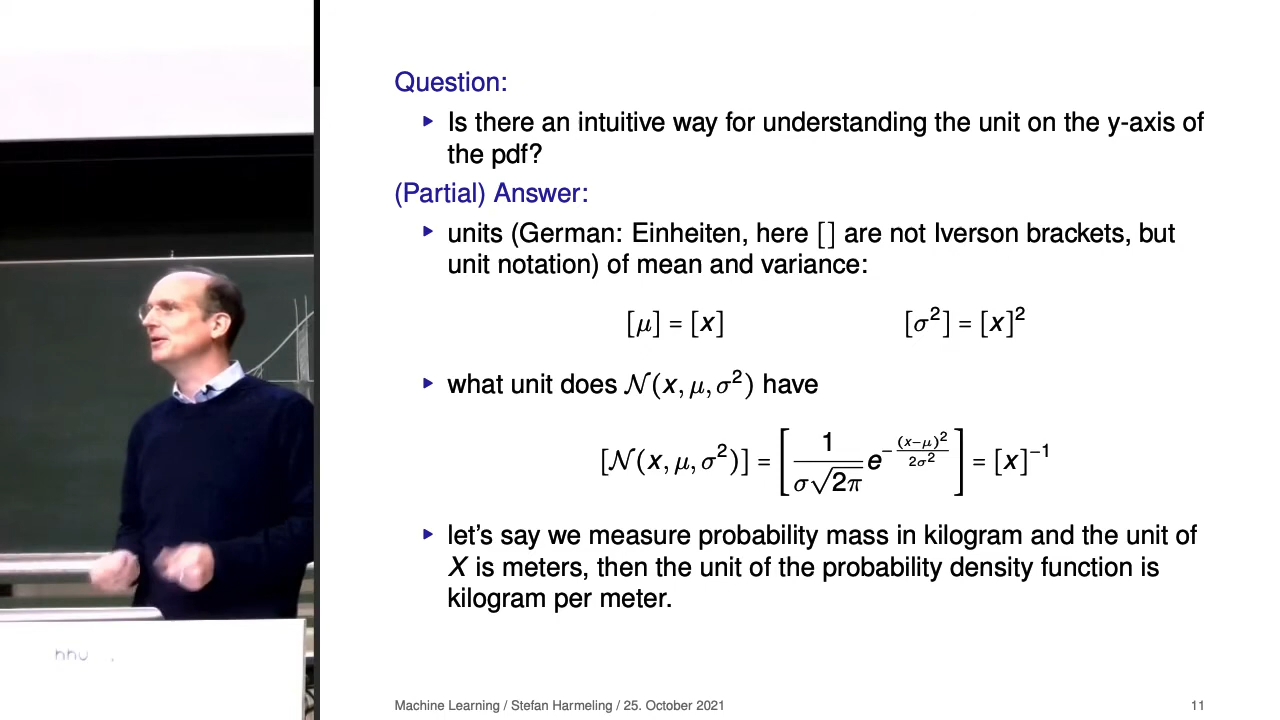 Question:
▸ Is there an intuitive way for understanding the unit on the y-axis of
the pdf?
(Partial) Answer:
▸ units (German: Einheiten, here [] are not Iverson brackets, but
unit notation) of mean and variance:
[μ] = [x] [σ²] = [x]²
▸ what unit does 𝒩(x, μ, σ²) have
[𝒩(x, μ, σ²)] = [1/(σ√2π) e^(−(x−μ)²/(2σ²))] = [x]⁻¹
▸ let's say we measure probability mass in kilogram and the unit of
X is meters, then the unit of the probability density function is
kilogram per meter.
hhu
Machine Learning / Stefan Harmeling / 25. October 2021 11